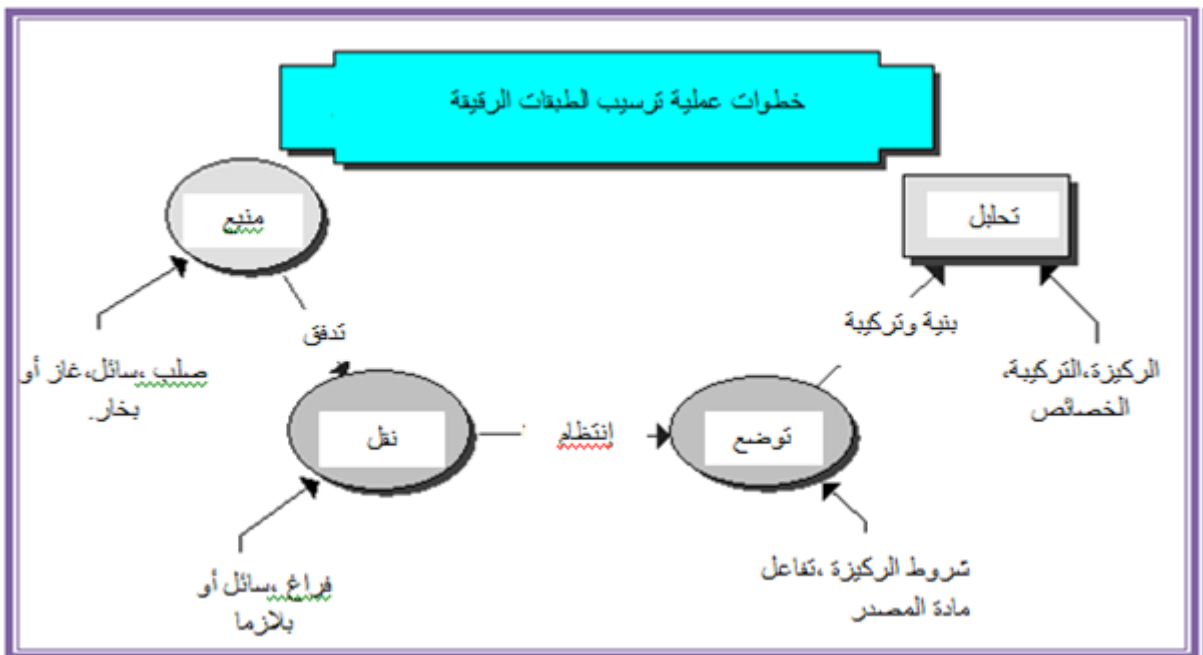 خطوات عملية ترسيب الطبقات الرقيقة
منبع
تحليل
تدفق
بنية وتركيبة
صلب ،سائل،غاز أو
بخار.
الركيزة،التركيبة،
الخصائص
نقل
إنتظام
توضع
فراغ ،سائل أو
بلازما
شروط الركيزة ،تفاعل
مادة المصدر